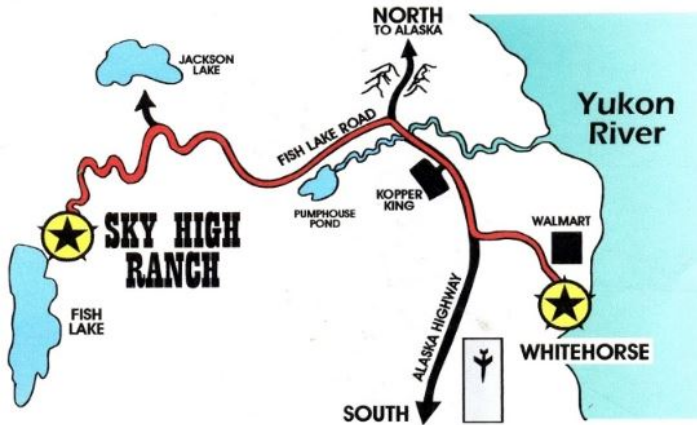 NORTH
TO ALASKA
JACKSON
LAKE
Yukon
River
FISH LAKE ROAD
KOPPER
KING
PUMPHOUSE
POND
WALMART
SKY HIGH
RANCH
FISH
LAKE
ALASKA HIGHWAY
WHITEHORSE
SOUTH